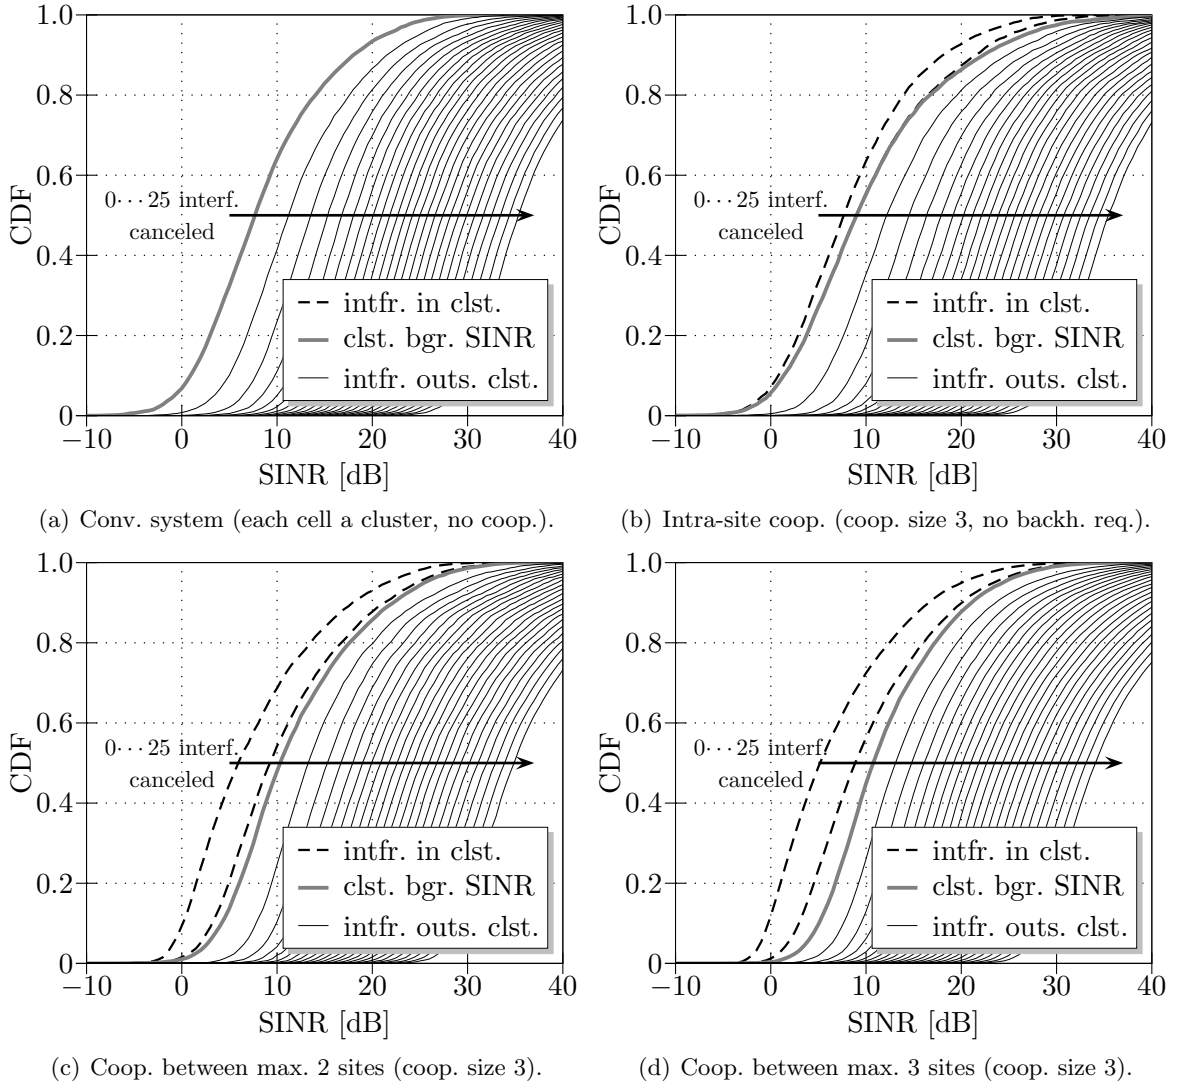 1.0
0.8
0.6
0.4
0.2
0
CDF
0···25 interf.
canceled
intfr. in clst.
clst. bgr. SINR
intfr. outs. clst.
−10 0 10 20 30 40
SINR [dB]
(a) Conv. system (each cell a cluster, no coop.).
1.0
0.8
0.6
0.4
0.2
0
CDF
0···25 interf.
canceled
intfr. in clst.
clst. bgr. SINR
intfr. outs. clst.
−10 0 10 20 30 40
SINR [dB]
(b) Intra-site coop. (coop. size 3, no backh. req.).
1.0
0.8
0.6
0.4
0.2
0
CDF
0···25 interf.
canceled
intfr. in clst.
clst. bgr. SINR
intfr. outs. clst.
−10 0 10 20 30 40
SINR [dB]
(c) Coop. between max. 2 sites (coop. size 3).
1.0
0.8
0.6
0.4
0.2
0
CDF
0···25 interf.
canceled
intfr. in clst.
clst. bgr. SINR
intfr. outs. clst.
−10 0 10 20 30 40
SINR [dB]
(d) Coop. between max. 3 sites (coop. size 3).